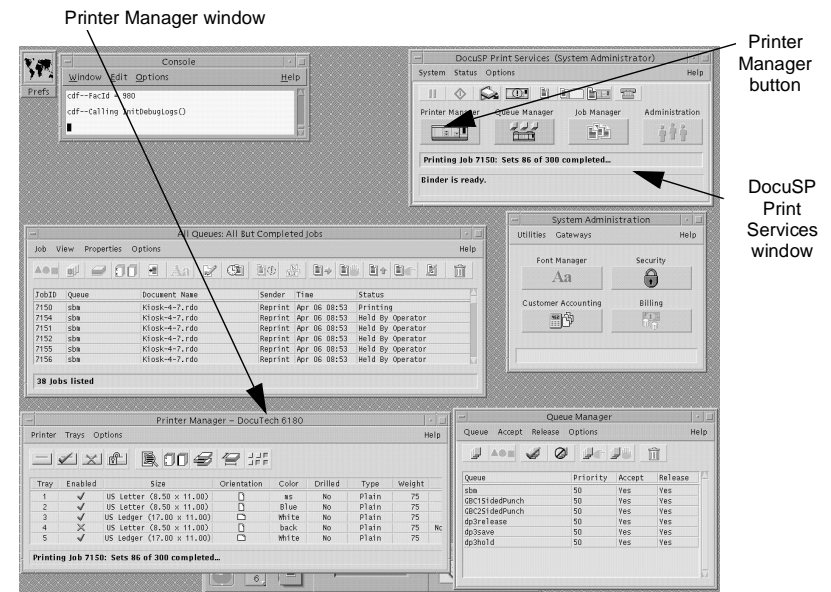 Printer Manager window
Printer
Manager
button
DocuSP
Print
Services
window
Prefs
Console
Window Edit Options Help
cdf--FacId = 980
cdf--Calling InitDebugLogs()
DocuSP Print Services (System Administrator)
System Status Options Help
Printer Manager Queue Manager Job Manager Administration
Printing Job 7150: Sets 86 of 300 completed…
Binder is ready.
All Queues: All But Completed Jobs
Job View Properties Options Help
Aa
JobID Queue Document Name Sender Time Status
7150 sbm Kiosk-4-7.rdo Reprint Apr 06 08:53 Printing
7154 sbm Kiosk-4-7.rdo Reprint Apr 06 08:53 Held By Operator
7151 sbm Kiosk-4-7.rdo Reprint Apr 06 08:53 Held By Operator
7152 sbm Kiosk-4-7.rdo Reprint Apr 06 08:53 Held By Operator
7155 sbm Kiosk-4-7.rdo Reprint Apr 06 08:53 Held By Operator
7156 sbm Kiosk-4-7.rdo Reprint Apr 06 08:53 Held By Operator
38 Jobs listed
System Administration
Utilities Gateways Help
Font Manager Security
Aa
Customer Accounting Billing
Printer Manager - DocuTech 6180
Printer Trays Options Help
Tray Enabled Size Orientation Color Drilled Type Weight
1 US Letter (8.50 x 11.00) ms No Plain 75
2 US Letter (8.50 x 11.00) Blue No Plain 75
3 US Ledger (17.00 x 11.00) White No Plain 75
4 US Letter (8.50 x 11.00) back No Plain 75 Nc
5 US Ledger (17.00 x 11.00) White No Plain 75
Printing Job 7150: Sets 86 of 300 completed…
6
Queue Manager
Queue Accept Release Options Help
Queue Priority Accept Release
sbm 50 Yes Yes
GBC1SidedPunch 50 Yes Yes
GBC2SidedPunch 50 Yes Yes
dp3release 50 Yes Yes
dp3save 50 Yes Yes
dp3hold 50 Yes Yes